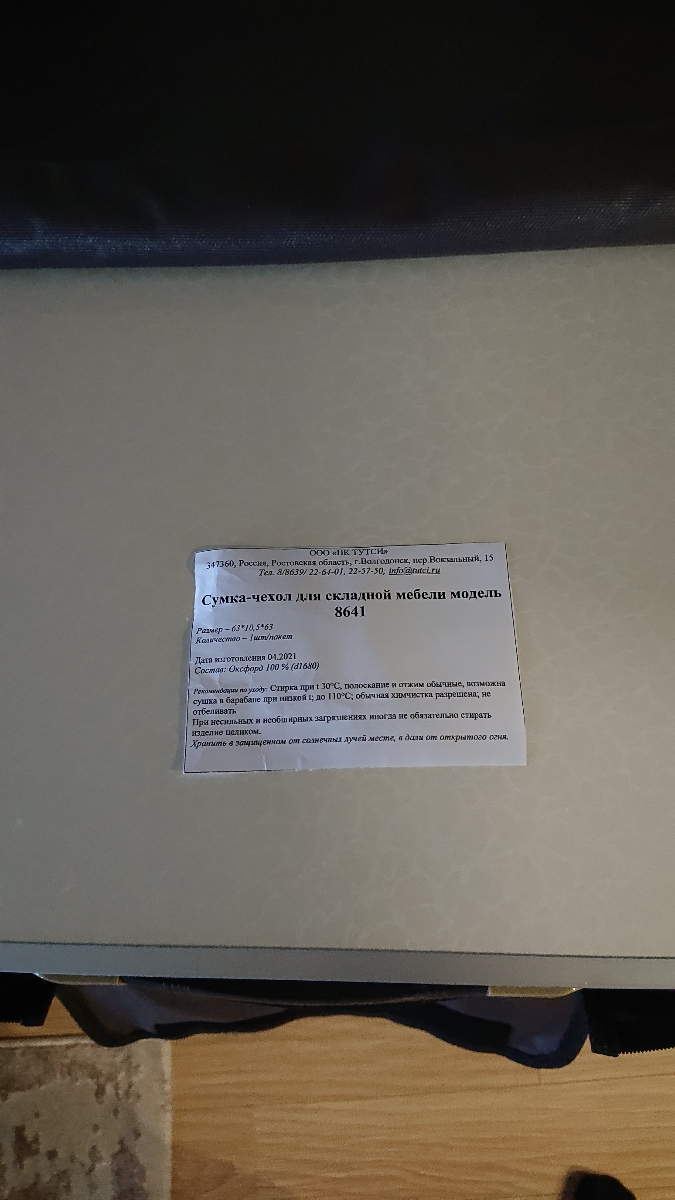 ООО «ПК ТУТСИ»
347360, Россия, Ростовская область, г.Волгодонск, пер.Вокзальный, 15
Тел. 8/8639/ 22-64-01, 22-57-50; info@tutci.ru
Сумка-чехол для складной мебели модель
8641
Размер – 63*10,5*63
Количество – 1шт/пакет
Дата изготовления 04.2021
Состав: Оксфорд 100 % (d1680)
Рекомендации по уходу: Стирка при t 30°С, полоскание и отжим обычные, возможна
сушка в барабане при низкой t; до 110°С; обычная химчистка разрешена; не
отбеливать
При несильных и необширных загрязнениях иногда не обязательно стирать
изделие целиком.
Хранить в защищенном от солнечных лучей месте, в дали от открытого огня.